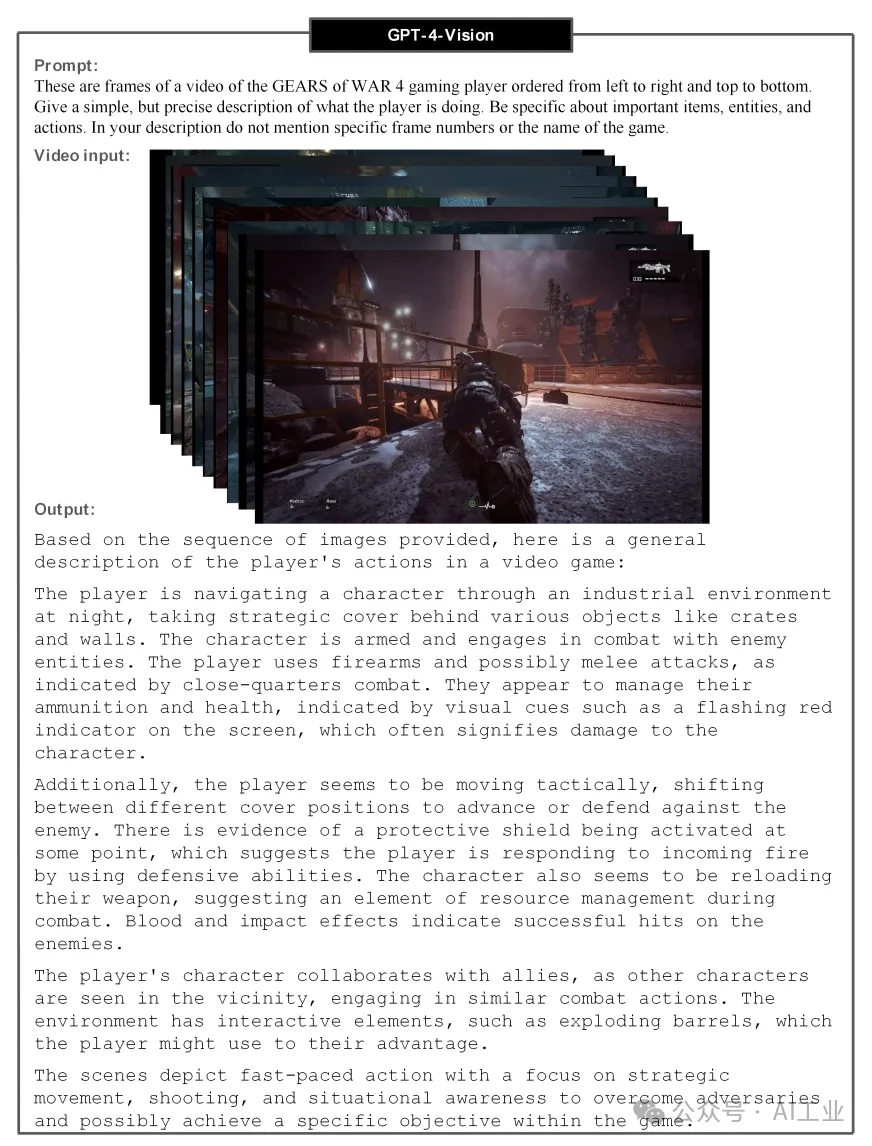 GPT-4-Vision
Prompt:
These are frames of a video of the GEARS of WAR 4 gaming player ordered from left to right and top to bottom.
Give a simple, but precise description of what the player is doing. Be specific about important items, entities, and
actions. In your description do not mention specific frame numbers or the name of the game.
Video input:
Output:
Based on the sequence of images provided, here is a general
description of the player's actions in a video game:
The player is navigating a character through an industrial environment
at night, taking strategic cover behind various objects like crates
and walls. The character is armed and engages in combat with enemy
entities. The player uses firearms and possibly melee attacks, as
indicated by close-quarters combat. They appear to manage their
ammunition and health, indicated by visual cues such as a flashing red
indicator on the screen, which often signifies damage to the
character.
Additionally, the player seems to be moving tactically, shifting
between different cover positions to advance or defend against the
enemy. There is evidence of a protective shield being activated at
some point, which suggests the player is responding to incoming fire
by using defensive abilities. The character also seems to be reloading
their weapon, suggesting an element of resource management during
combat. Blood and impact effects indicate successful hits on the
enemies.
The player's character collaborates with allies, as other characters
are seen in the vicinity, engaging in similar combat actions. The
environment has interactive elements, such as exploding barrels, which
the player might use to their advantage.
The scenes depict fast-paced action with a focus on strategic
movement, shooting, and situational awareness to overcome adversaries
and possibly achieve a specific objective within the game.
公众号·AI工业